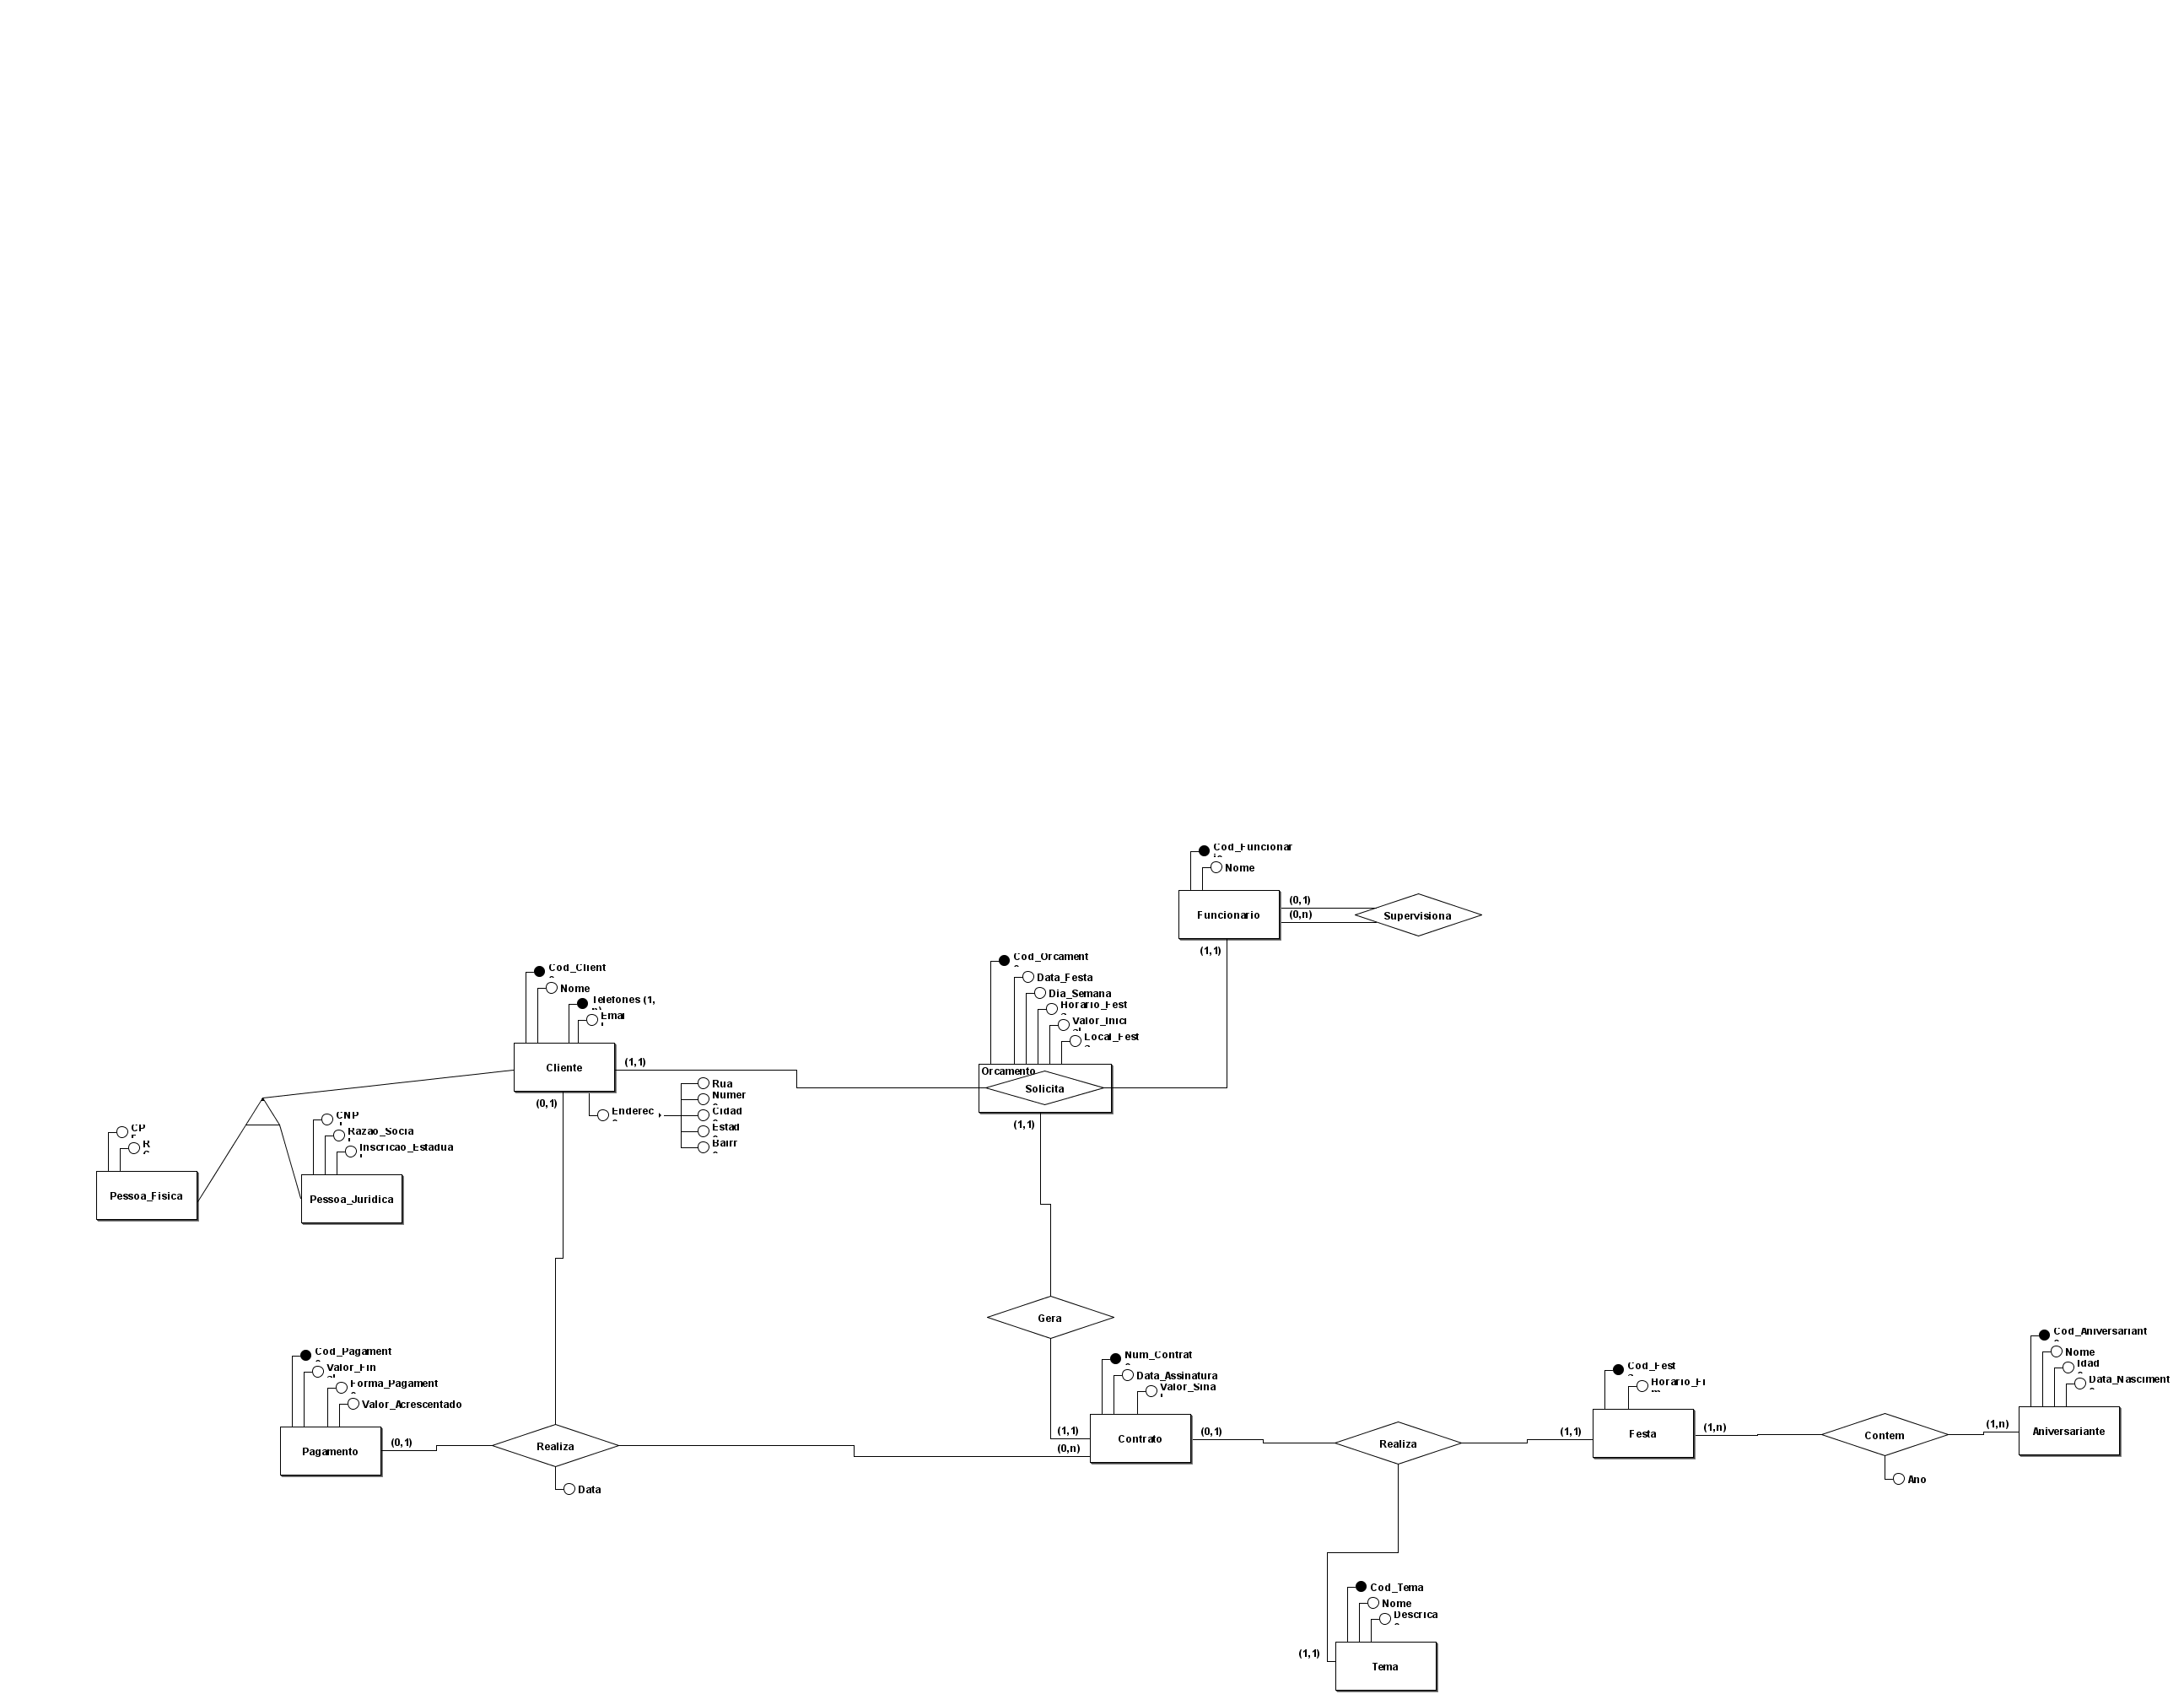 Cod_Funcionar
Nome
Funcionario
(0,1)
(0,n)
Supervisiona
(1,1)
Cod_Orcament
Data_Festa
Dia_Semana
Horario_Fest
Valor_Inici
Local_Fest
Orcamento
Solicita
(1,1)
Cod_Client
Nome
Telefones (1,
Emai
Cliente
(1,1)
(0,1)
Enderec
Rua
Numer
Cidad
Estad
Bairr
CP
R
Pessoa_Fisica
CNP
Razao_Socia
Inscricao_Estadua
Pessoa_Juridica
Gera
Cod_Pagament
Valor_Fin
Forma_Pagament
Valor_Acrescentado
Pagamento
(0,1)
Realiza
Data
Num_Contrat
Data_Assinatura
Valor_Sina
(1,1)
(0,n)
Contrato
(0,1)
Realiza
(1,1)
Cod_Fest
Horario_Fi
m
Festa
(1,n)
Contem
Ano
(1,n)
Cod_Aniversariant
Nome
Idad
Data_Nasciment
Aniversariante
Cod_Tema
Nome
Descrica
(1,1)
Tema